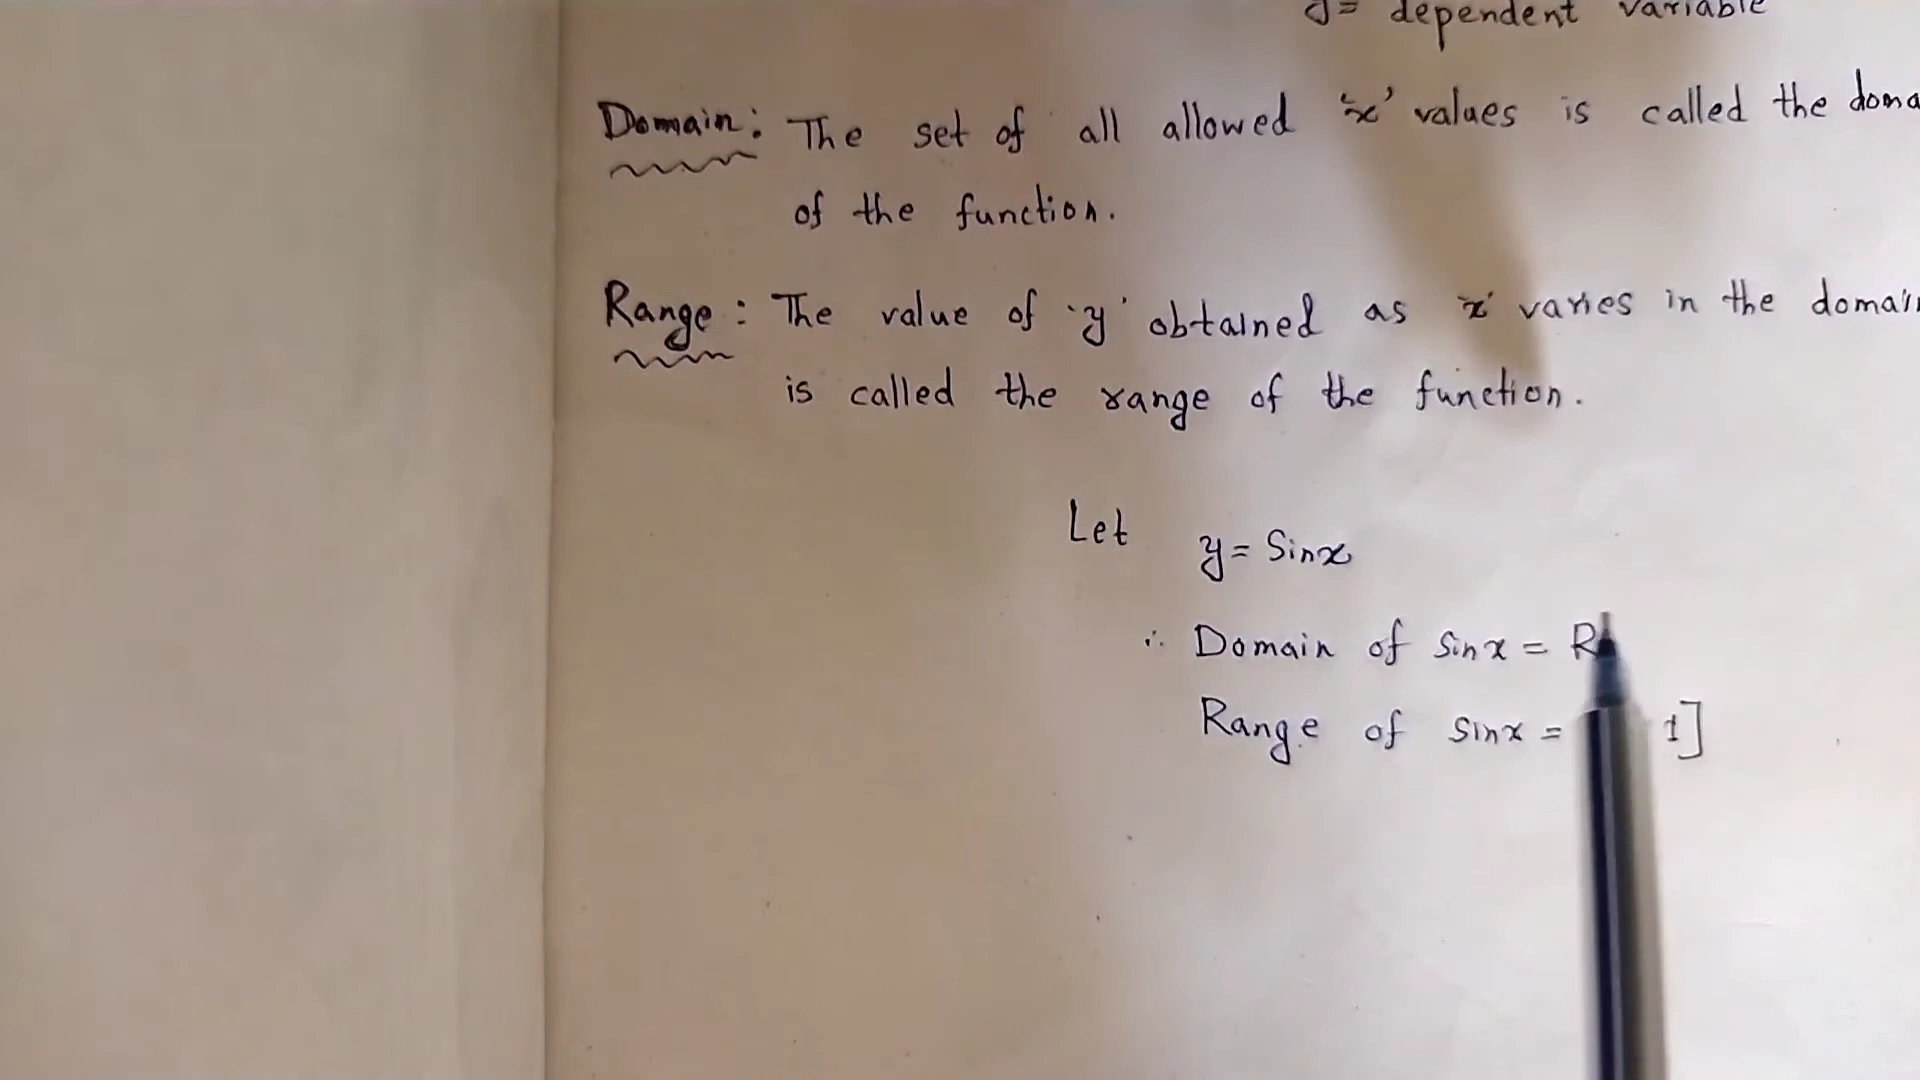 y = dependent variable
Domain: The set of all allowed 'x' values is called the doma
of the function.
Range: The value of 'y' obtained as 'x' varies in the domain
is called the range of the function.
Let y = Sinx
∴ Domain of sinx = R
Range of sinx = 1]